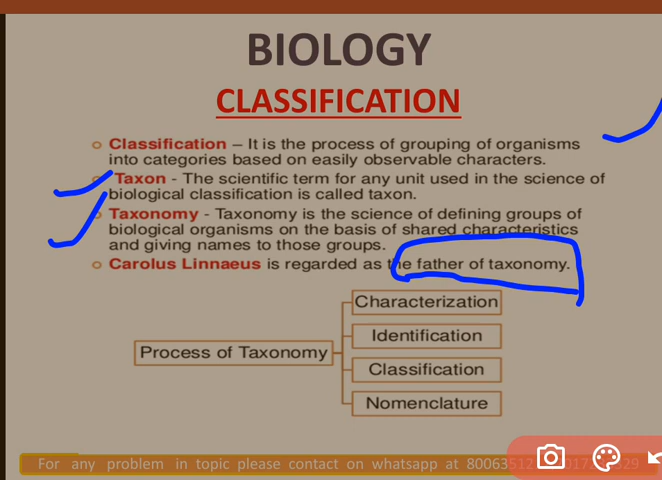 BIOLOGY
CLASSIFICATION
Classification – It is the process of grouping of organisms
into categories based on easily observable characters.
Taxon - The scientific term for any unit used in the science of
biological classification is called taxon.
Taxonomy - Taxonomy is the science of defining groups of
biological organisms on the basis of shared characteristics
and giving names to those groups.
Carolus Linnaeus is regarded as the father of taxonomy.
Characterization
Identification
Process of Taxonomy
Classification
Nomenclature
For any problem in topic please contact on whatsapp at